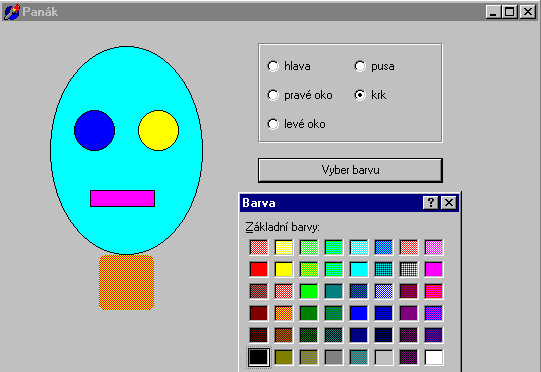 Panák
hlava
pusa
pravé oko
krk
levé oko
Vyber barvu
Barva
Základní barvy: